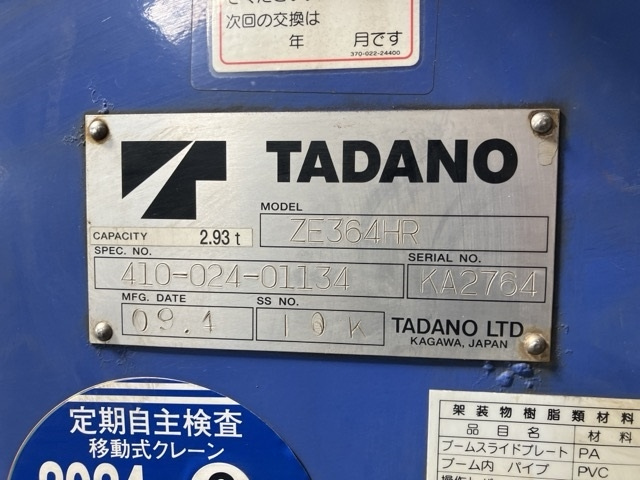 次回の交換は
年 月です
370-022-24400
TADANO
MODEL ZE364HR
CAPACITY 2.93 t
SPEC. NO. SERIAL NO.
410-024-01134 KA2764
MFG. DATE SS NO.
09.4 10K
TADANO LTD
KAGAWA, JAPAN
定期自主検査
移動式クレーン
架装物樹脂類材料
品目名 材料
ブームスライドプレート PA
ブーム内 パイプ PVC